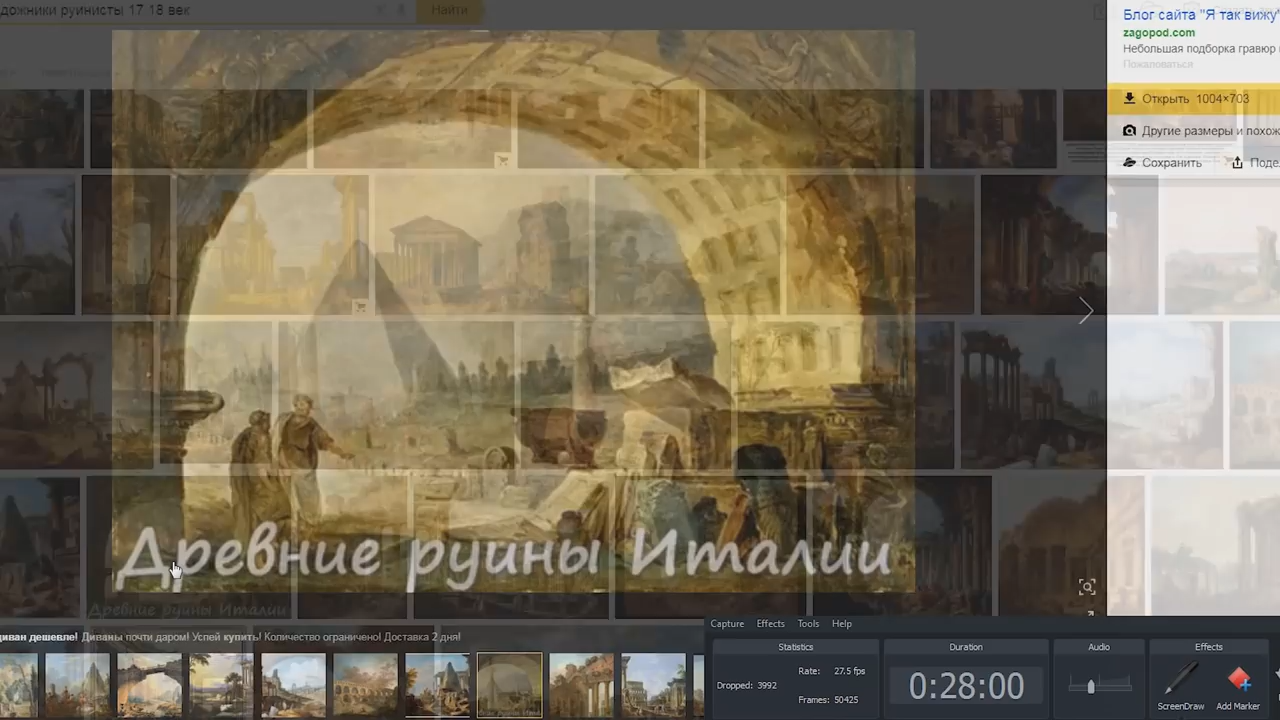 дожники руинисты 17 18 век
Найти
Блог сайта "Я так вижу"
zagopod.com
Небольшая подборка гравюр
Пожаловаться
Открыть 1004×703
Другие размеры и похож
Сохранить
Поде
Древние руины Италии
Древние руины Италии
диван дешевле! Диваны почти даром! Успей купить! Количество ограничено! Доставка 2 дня!
Capture Effects Tools Help
Statistics
Duration
Audio
Effects
Rate: 27.5 fps
Dropped: 3992
Frames: 50425
0:28:00
ScreenDraw
Add Marker